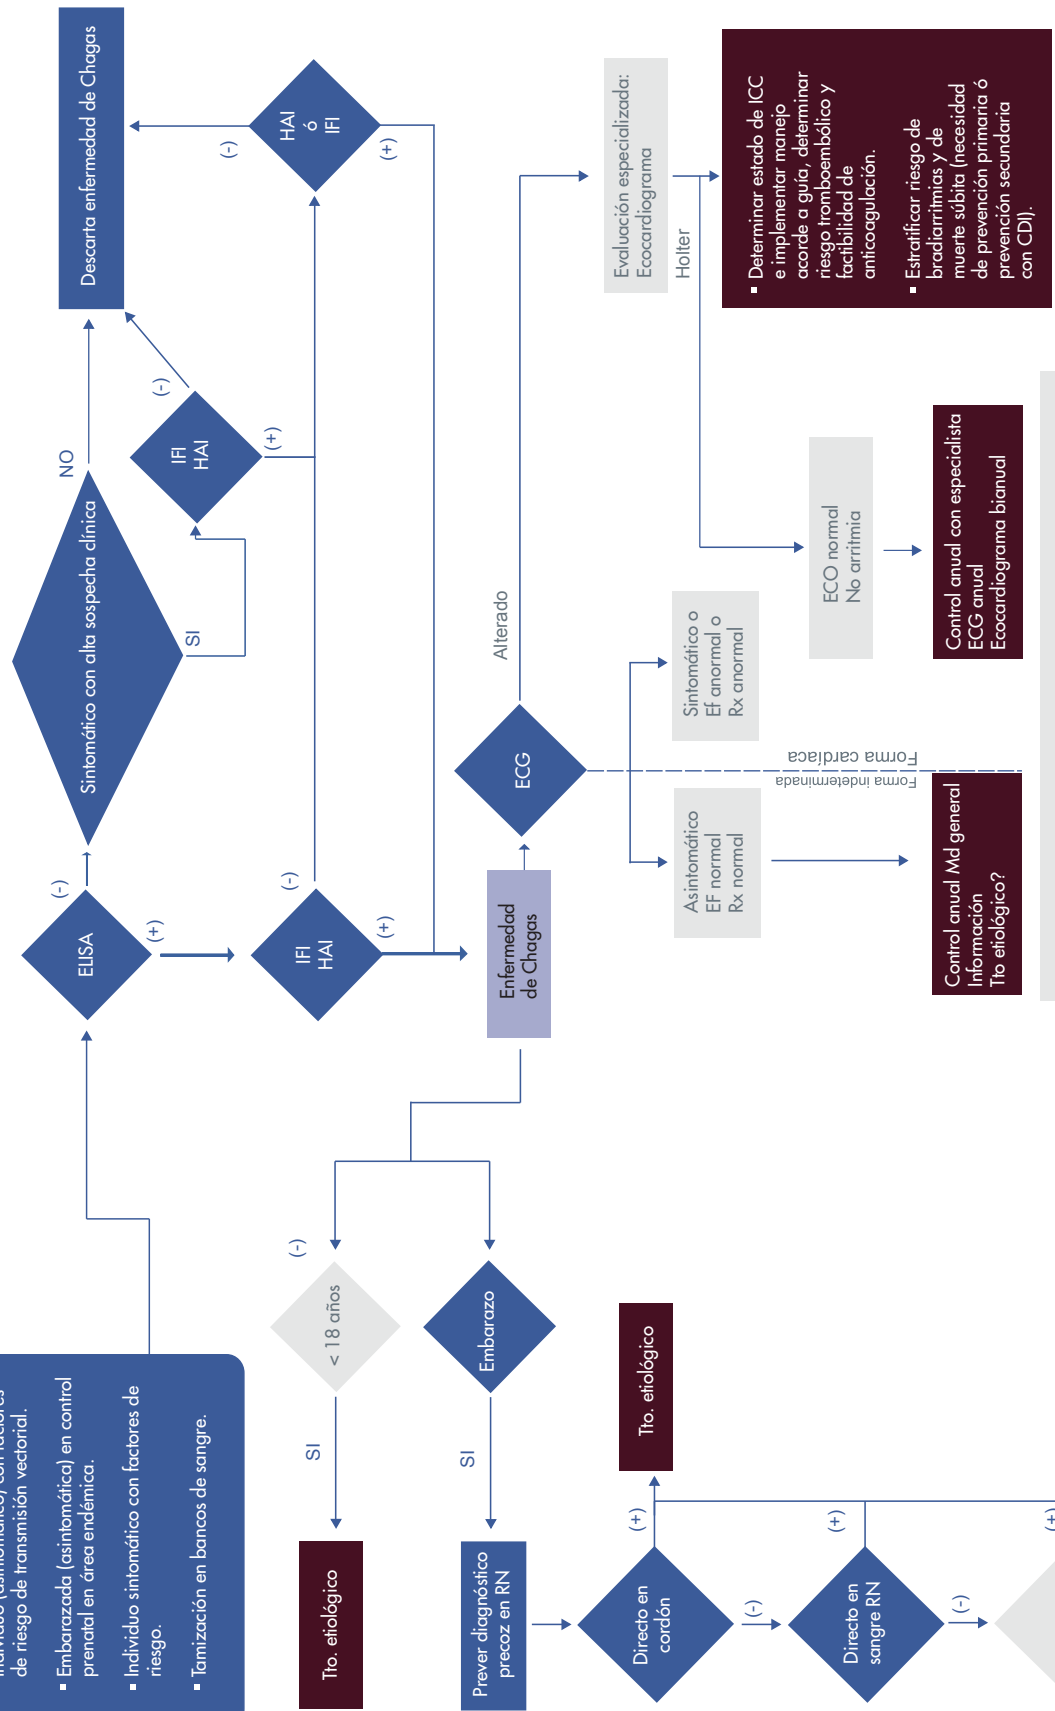 de riesgo de transmisión vectorial.
▪ Embarazada (asintomática) en control
prenatal en área endémica.
▪ Individuo sintomático con factores de
riesgo.
▪ Tamización en bancos de sangre.
ELISA
(-)
(+)
Sintomático con alta sospecha clínica
NO
SI
IFI
HAI
(-)
(+)
Descarta enfermedad de Chagas
HAI
ó
IFI
(-)
(+)
IFI
HAI
(-)
(+)
Enfermedad
de Chagas
< 18 años
(-)
SI
Tto. etiológico
Embarazo
SI
Prever diagnóstico
precoz en RN
Directo en
cordón
(+)
(-)
Tto. etiológico
Directo en
sangre RN
(+)
(-)
(+)
ECG
Alterado
Asintomático
EF normal
Rx normal
Sintomático o
Ef anormal o
Rx anormal
Forma indeterminada
Forma cardíaca
Control anual Md general
Información
Tto etiológico?
Evaluación especializada:
Ecocardiograma
Holter
ECO normal
No arritmia
Control anual con especialista
ECG anual
Ecocardiograma bianual
▪ Determinar estado de ICC
e implementar manejo
acorde a guía, determinar
riesgo tromboembólico y
factibilidad de
anticoagulación.
▪ Estratificar riesgo de
bradiarritmias y de
muerte súbita (necesidad
de prevención primaria ó
prevención secundaria
con CDI).